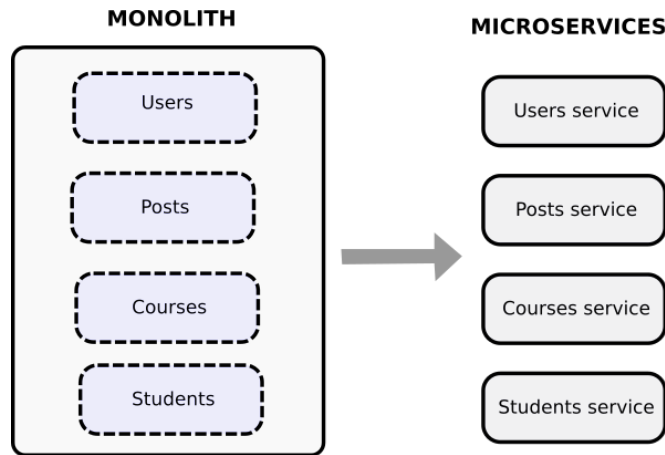 MONOLITH
Users
Posts
Courses
Students
MICROSERVICES
Users service
Posts service
Courses service
Students service